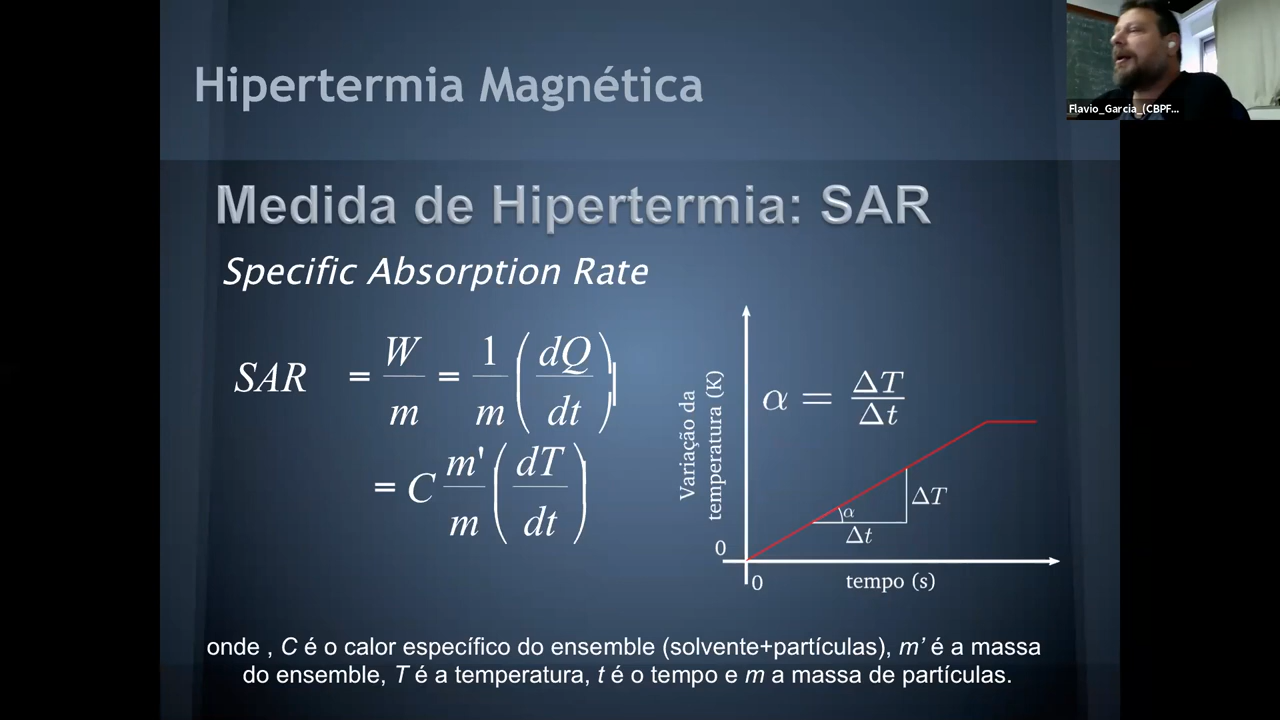 Hipertermia Magnética
Flavio_Garcia_(CBPF...
Medida de Hipertermia: SAR
Specific Absorption Rate
SAR = W/m = 1/m (dQ/dt)
= C m'/m (dT/dt)
Variação da
temperatura (K)
α = ΔT/Δt
α
ΔT
Δt
0
0
tempo (s)
onde , C é o calor específico do ensemble (solvente+partículas), m’ é a massa
do ensemble, T é a temperatura, t é o tempo e m a massa de partículas.